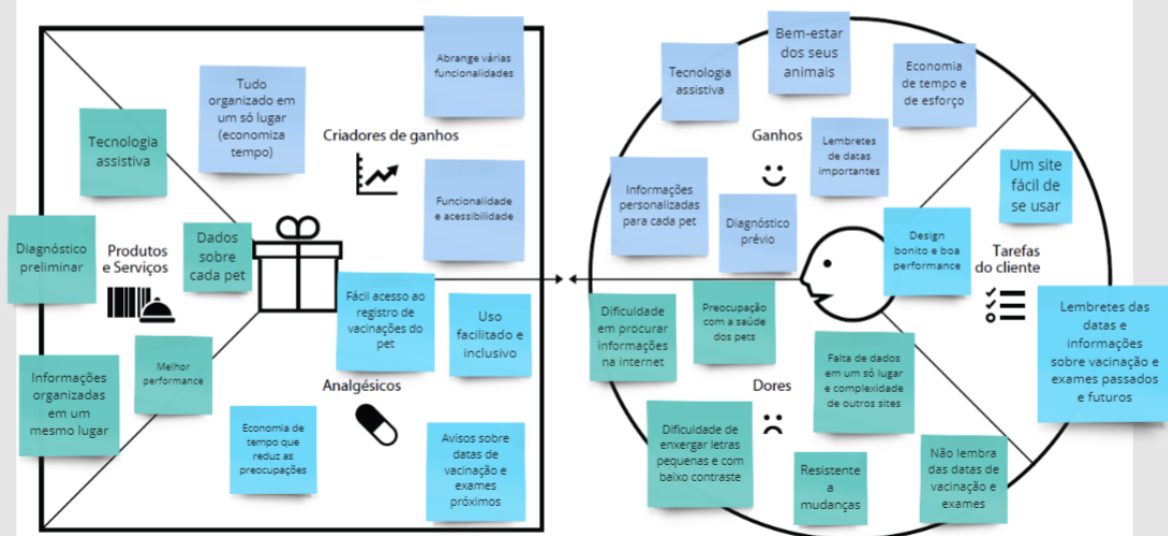 Abrange várias
funcionalidades
Tudo
organizado em
um só lugar
(economiza
tempo)
Criadores de ganhos
Tecnologia
assistiva
Funcionalidade
e acessibilidade
Diagnóstico
preliminar
Produtos
e Serviços
Dados
sobre
cada pet
Informações
organizadas
em um
mesmo lugar
Melhor
performance
Fácil acesso ao
registro de
vacinações do
pet
Uso
facilitado e
inclusivo
Analgésicos
Economia de
tempo que
reduz as
preocupações
Avisos sobre
datas de
vacinação e
exames
próximos
Tecnologia
assistiva
Bem-estar
dos seus
animais
Economia
de tempo e
de esforço
Ganhos
Lembretes
de datas
importantes
Informações
personalizadas
para cada pet
Diagnóstico
prévio
Um site
fácil de
se usar
Design
bonito e boa
performance
Tarefas
do cliente
Lembretes das
datas e
informações
sobre vacinação e
exames passados
e futuros
Dificuldade
em procurar
informações
na internet
Preocupação
com a saúde
dos pets
Dores
Falta de dados
em um só lugar
e complexidade
de outros sites
Dificuldade de
enxergar letras
pequenas e com
baixo contraste
Resistente
a
mudanças
Não lembra
das datas de
vacinação e
exames